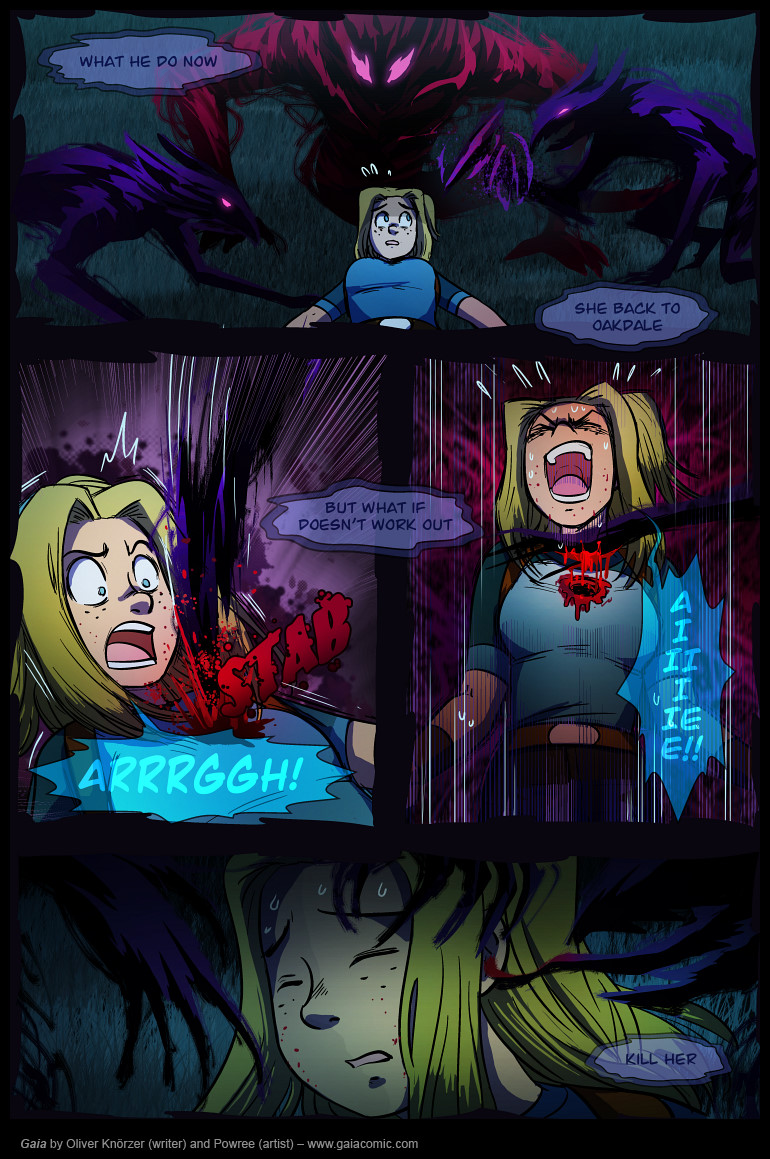 WHAT HE DO NOW
SHE BACK TO
OAKDALE
BUT WHAT IF
DOESN'T WORK OUT
STAB
ARRRGGH!
AIIIIEE!!
KILL HER
Gaia by Oliver Knörzer (writer) and Powree (artist) – www.gaiacomic.com